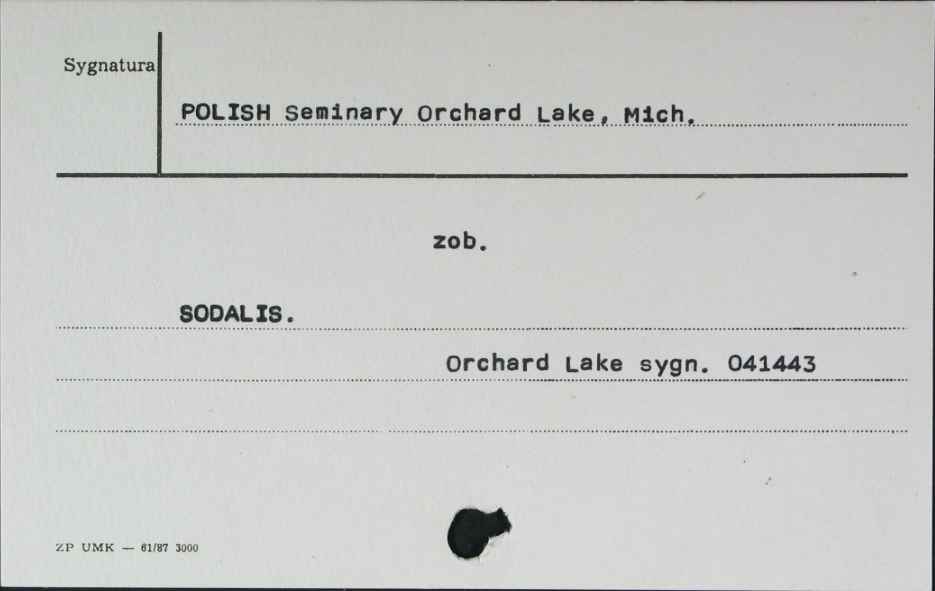 Sygnatura
POLISH Seminary Orchard Lake, Mich.
zob.
SODALIS.
Orchard Lake sygn. 041443
ZP UMK — 61/87 3000